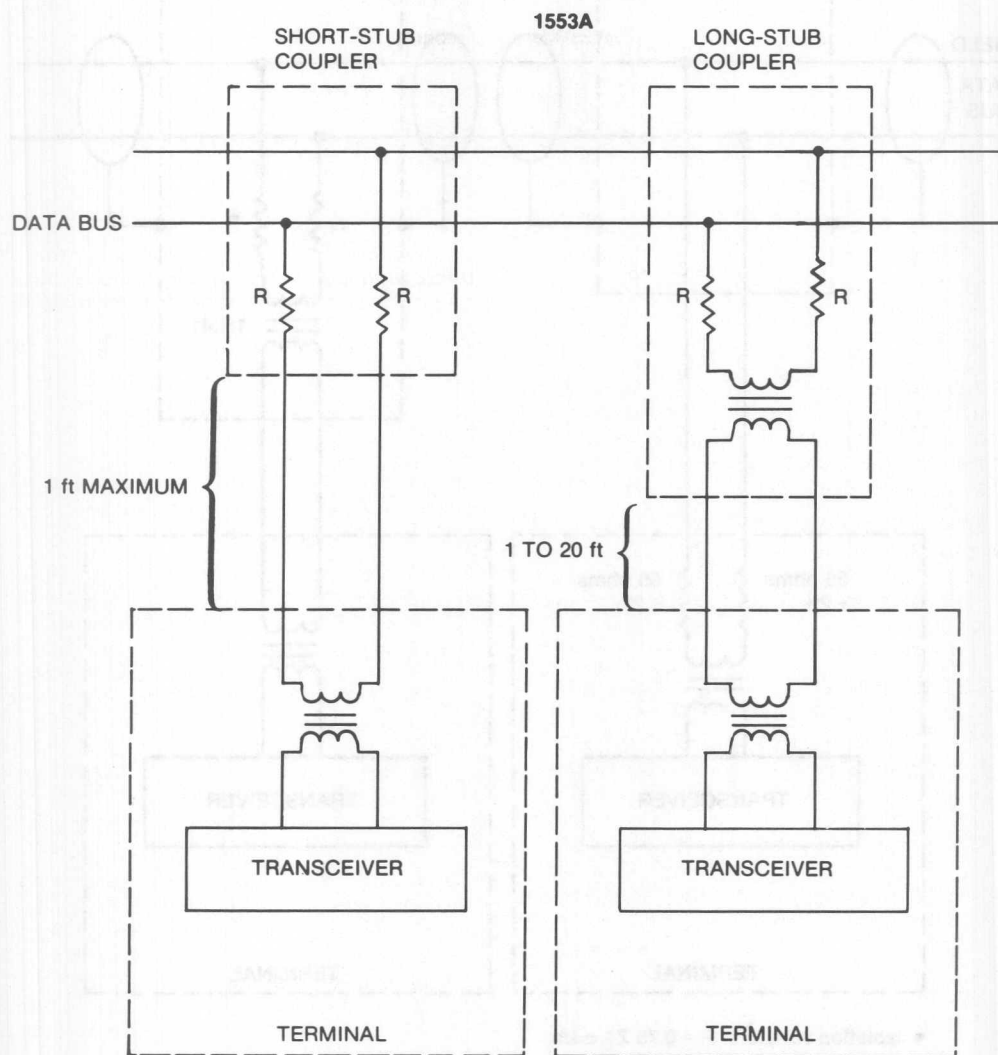 1553A
SHORT-STUB
COUPLER
LONG-STUB
COUPLER
DATA BUS
R
R
R
R
1 ft MAXIMUM
1 TO 20 ft
TRANSCEIVER
TRANSCEIVER
TERMINAL
TERMINAL